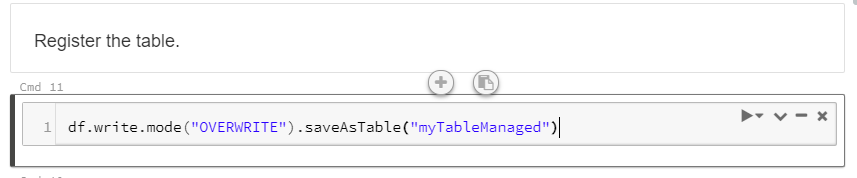 Register the table.
Cmd 11
1 df.write.mode("OVERWRITE").saveAsTable("myTableManaged")